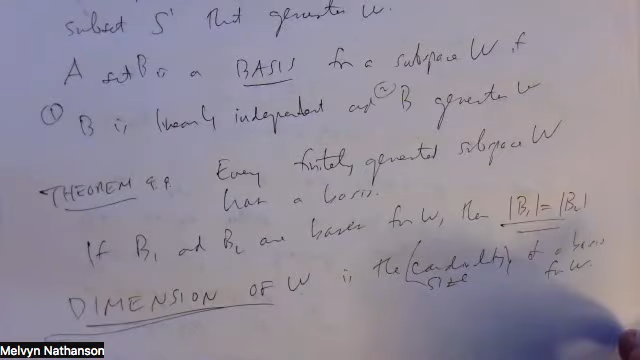 subset S' that generates W.
A set B is a BASIS for a subspace W if
① B is linearly independent and ② B generates W
THEOREM Every finitely generated subspace W
has a basis.
If B₁ and B₂ are bases for W, then |B₁| = |B₂|
DIMENSION OF W is the (cardinality) of a basis
size for W.
Melvyn Nathanson